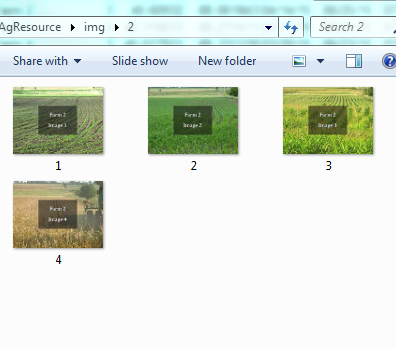 AgResource ▸ img ▸ 2
Search 2
Share with
Slide show
New folder
Farm 2
Image 1
Farm 2
Image 2
Farm 2
Image 3
1
2
3
Farm 2
Image 4
4